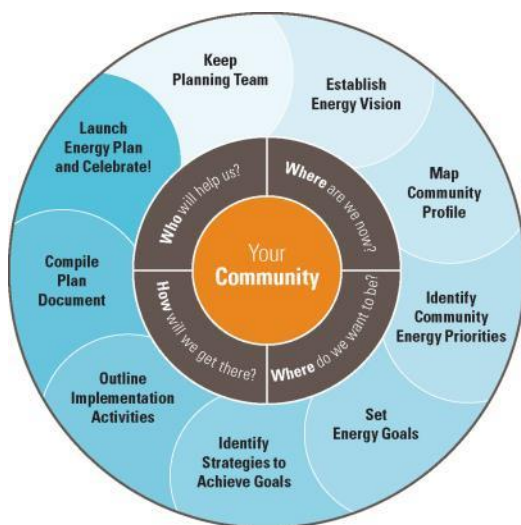 Keep
Planning Team
Establish
Energy Vision
Map
Community
Profile
Identify
Community
Energy Priorities
Set
Energy Goals
Identify
Strategies to
Achieve Goals
Outline
Implementation
Activities
Compile
Plan
Document
Launch
Energy Plan
and Celebrate!
Who will help us?
Where are we now?
Where do we want to be?
How will we get there?
Your
Community